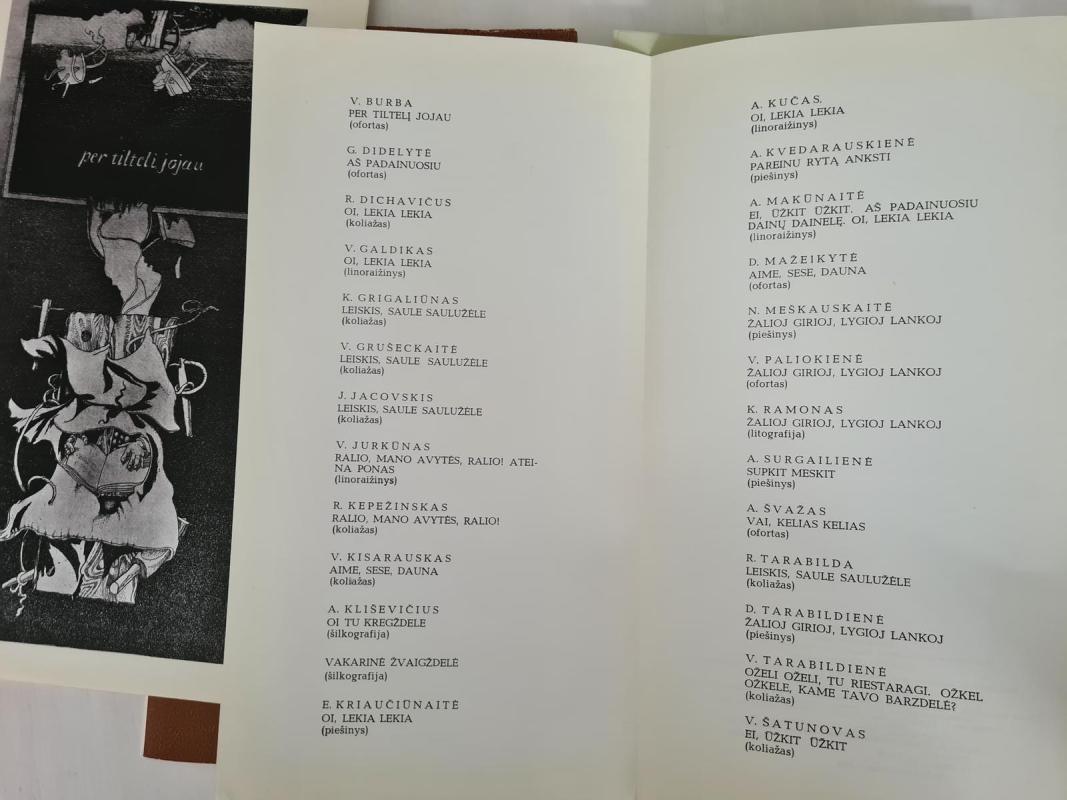 per tiltelį jojau
V. BURBA
PER TILTELĮ JOJAU
(ofortas)
G. DIDELYTĖ
AŠ PADAINUOSIU
(ofortas)
R. DICHAVIČUS
OI, LEKIA LEKIA
(koliažas)
V. GALDIKAS
OI, LEKIA LEKIA
(linoraižinys)
K. GRIGALIŪNAS
LEISKIS, SAULE SAULUŽĖLE
(koliažas)
V. GRUŠECKAITĖ
LEISKIS, SAULE SAULUŽĖLE
(koliažas)
J. JACOVSKIS
LEISKIS, SAULE SAULUŽĖLE
(koliažas)
V. JURKŪNAS
RALIO, MANO AVYTĖS, RALIO! ATEI-
NA PONAS
(linoraižinys)
R. KEPEŽINSKAS
RALIO, MANO AVYTĖS, RALIO!
(koliažas)
V. KISARAUSKAS
AIME, SESE, DAUNA
(koliažas)
A. KLIŠEVIČIUS
OI TU KREGŽDELE
(šilkografija)
VAKARINĖ ŽVAIGŽDELĖ
(šilkografija)
E. KRIAUČIŪNAITĖ
OI, LEKIA LEKIA
(piešinys)
A. KUČAS.
OI, LEKIA LEKIA
(linoraižinys)
A. KVEDARAUSKIENĖ
PAREINU RYTĄ ANKSTI
(piešinys)
A. MAKŪNAITĖ
EI, ŪŽKIT ŪŽKIT. AŠ PADAINUOSIU
DAINŲ DAINELĘ. OI, LEKIA LEKIA
(linoraižinys)
D. MAŽEIKYTĖ
AIME, SESE, DAUNA
(ofortas)
N. MEŠKAUSKAITĖ
ŽALIOJ GIRIOJ, LYGIOJ LANKOJ
(piešinys)
V. PALIOKIENĖ
ŽALIOJ GIRIOJ, LYGIOJ LANKOJ
(ofortas)
K. RAMONAS
ŽALIOJ GIRIOJ, LYGIOJ LANKOJ
(litografija)
A. SURGAILIENĖ
SUPKIT MESKIT
(piešinys)
A. ŠVAŽAS
VAI, KELIAS KELIAS
(ofortas)
R. TARABILDA
LEISKIS, SAULE SAULUŽĖLE
(koliažas)
D. TARABILDIENĖ
ŽALIOJ GIRIOJ, LYGIOJ LANKOJ
(piešinys)
V. TARABILDIENĖ
OŽELI OŽELI, TU RIESTARAGI. OŽKEL
OŽKELE, KAME TAVO BARZDELĖ?
(koliažas)
V. ŠATUNOVAS
EI, ŪŽKIT ŪŽKIT
(koliažas)